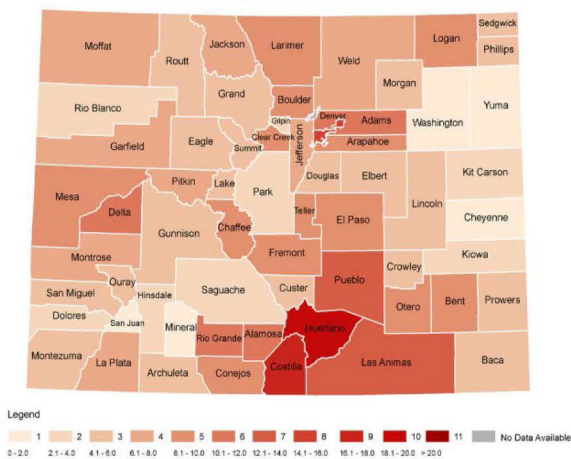 Sedgwick
Moffat
Routt
Jackson
Larimer
Weld
Logan
Phillips
Morgan
Grand
Boulder
Rio Blanco
Washington
Yuma
Gilpin
Denver
Adams
Clear Creek
Arapahoe
Jefferson
Garfield
Eagle
Summit
Douglas
Elbert
Kit Carson
Pitkin
Lake
Park
Mesa
Delta
Lincoln
Teller
El Paso
Cheyenne
Chaffee
Gunnison
Fremont
Montrose
Kiowa
Crowley
Pueblo
Ouray
Saguache
Custer
San Miguel
Hinsdale
Otero
Bent
Prowers
Dolores
San Juan
Mineral
Huerfano
Rio Grande
Alamosa
Montezuma
La Plata
Archuleta
Conejos
Costilla
Las Animas
Baca
Legend
1 2 3 4 5 6 7 8 9 10 11 No Data Available
0 - 2.0 2.1 - 4.0 4.1 - 6.0 6.1 - 8.0 8.1 - 10.0 10.1 - 12.0 12.1 - 14.0 14.1 - 16.0 16.1 - 18.0 18.1 - 20.0 > 20.0